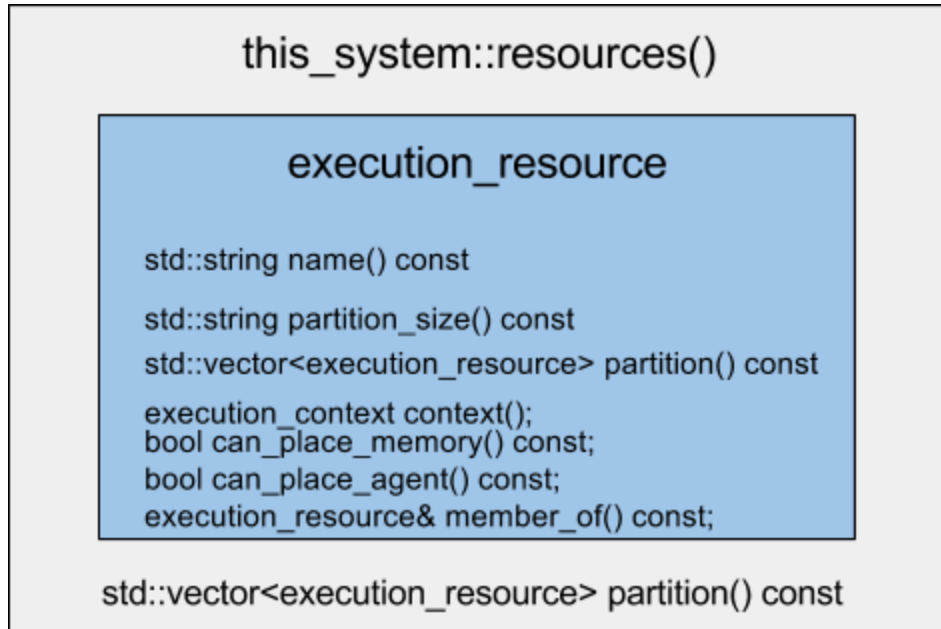 this_system::resources()
execution_resource
std::string name() const
std::string partition_size() const
std::vector<execution_resource> partition() const
execution_context context();
bool can_place_memory() const;
bool can_place_agent() const;
execution_resource& member_of() const;
std::vector<execution_resource> partition() const